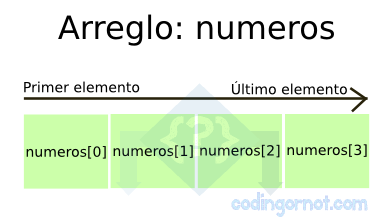 Arreglo: numeros
Primer elemento Último elemento
numeros[0] numeros[1] numeros[2] numeros[3]
codingornot.com